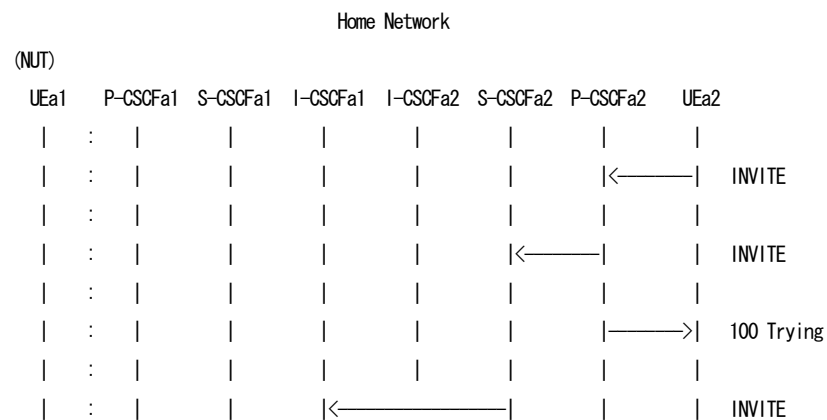 Home Network
(NUT)
UEa1 P-CSCFa1 S-CSCFa1 I-CSCFa1 I-CSCFa2 S-CSCFa2 P-CSCFa2 UEa2
INVITE
INVITE
100 Trying
INVITE